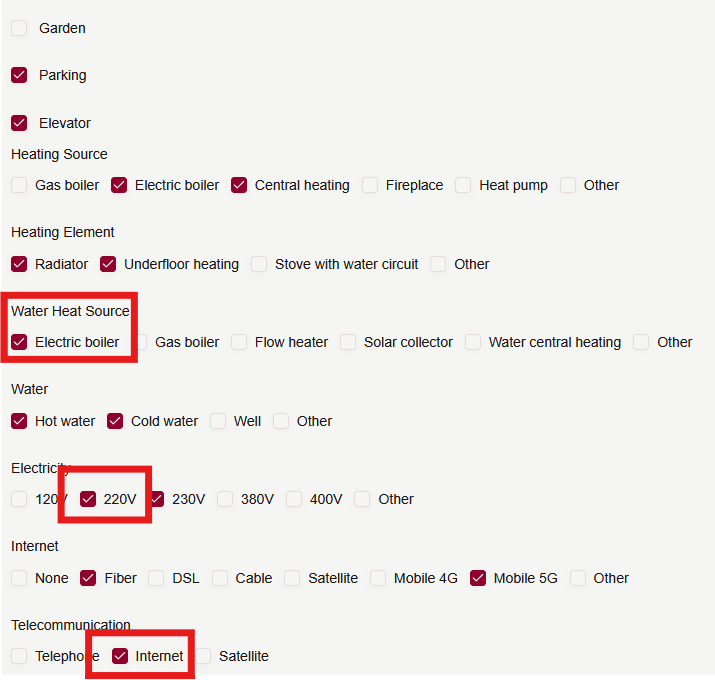 Garden
Parking
Elevator
Heating Source
Gas boiler Electric boiler Central heating Fireplace Heat pump Other
Heating Element
Radiator Underfloor heating Stove with water circuit Other
Water Heat Source
Electric boiler Gas boiler Flow heater Solar collector Water central heating Other
Water
Hot water Cold water Well Other
Electricity
120V 220V 230V 380V 400V Other
Internet
None Fiber DSL Cable Satellite Mobile 4G Mobile 5G Other
Telecommunication
Telephone Internet Satellite